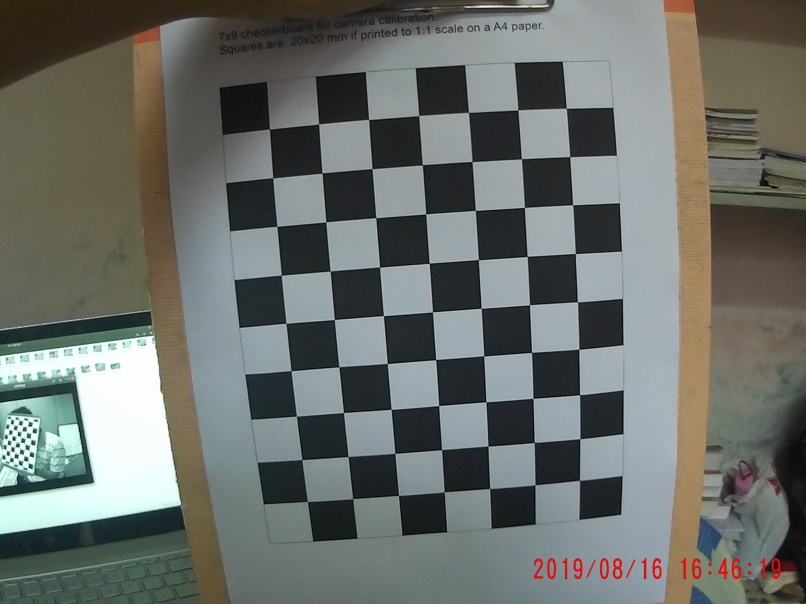 7x9 checkerboard for camera calibration.
Squares are 20x20 mm if printed to 1:1 scale on a A4 paper.
2019/08/16 16:46:19